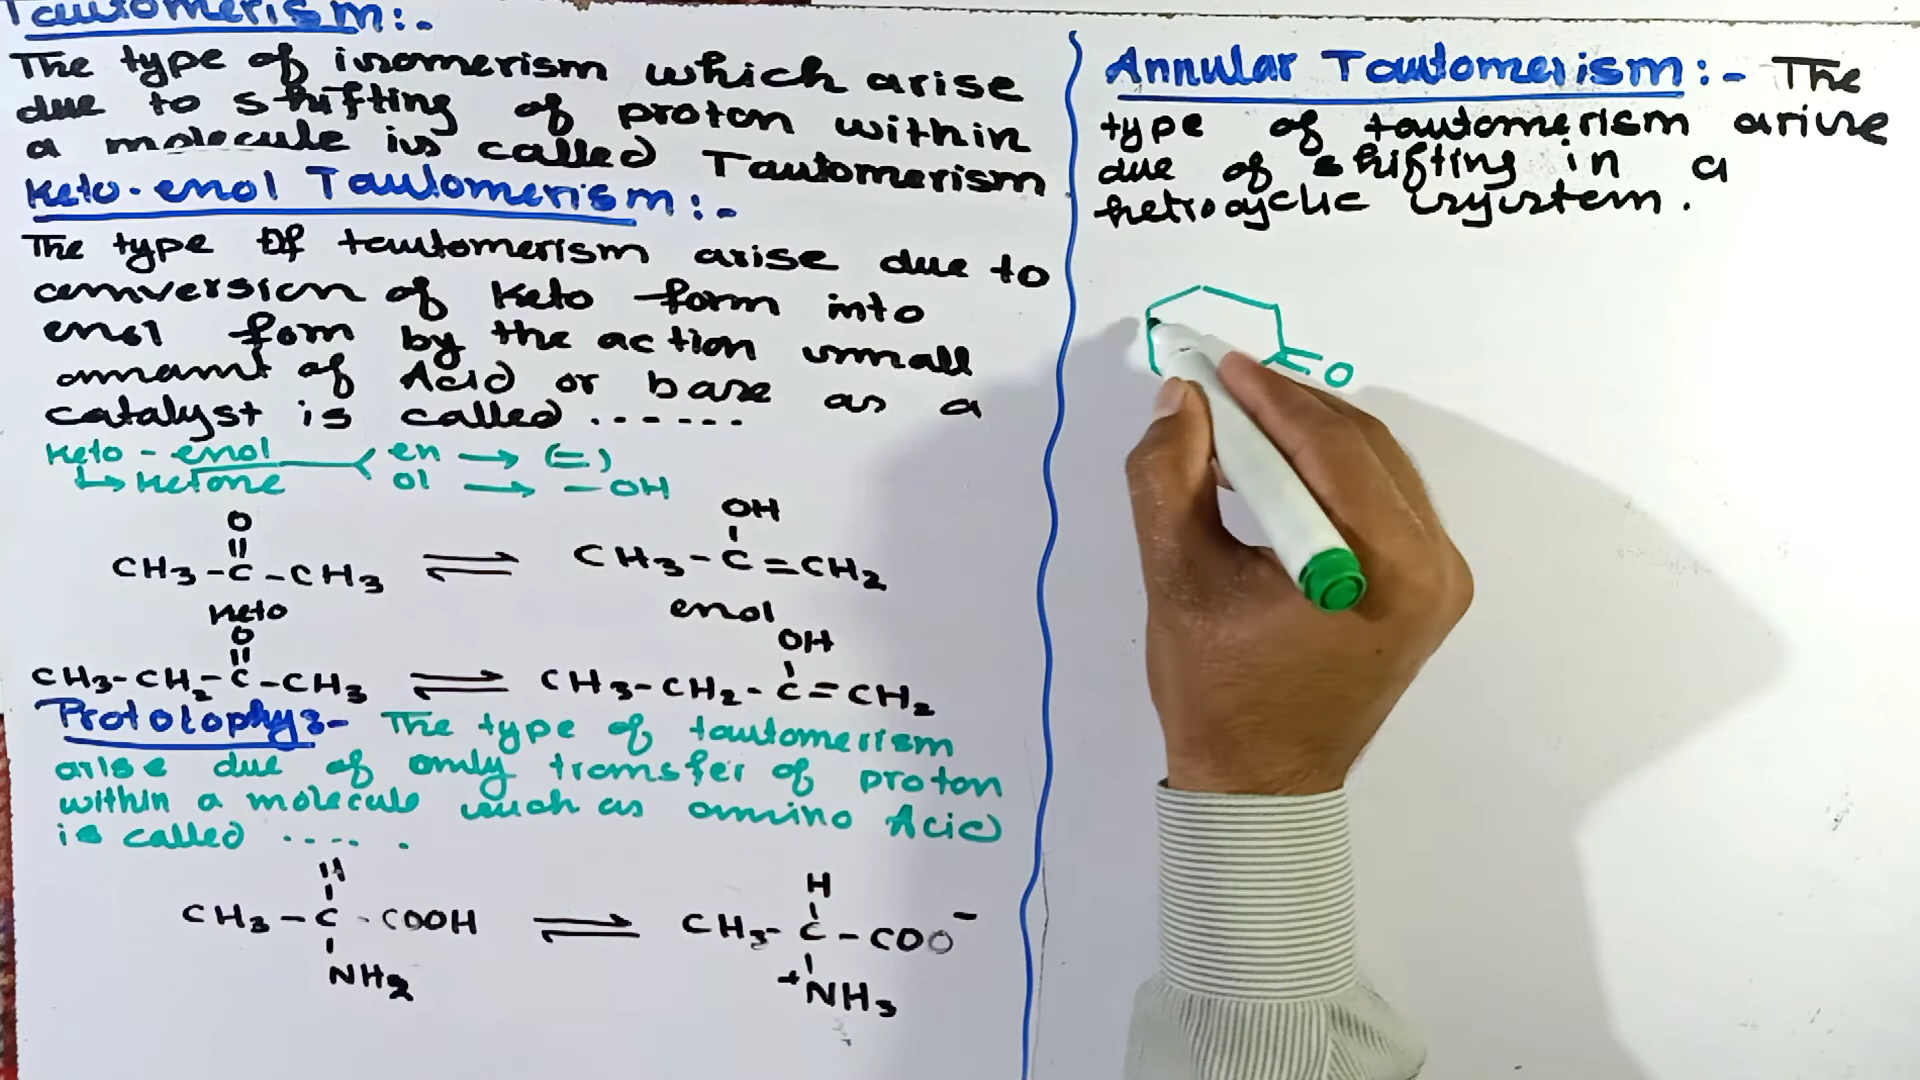 Tautomerism:-
The type of isomerism which arise
due to shifting of proton within
a molecule is called Tautomerism
Keto-enol Tautomerism:-
The type of tautomerism arise due to
conversion of Keto form into
enol form by the action small
amamt of Acid or base as a
catalyst is called ......
Keto - enol en → (=)
↳ Ketone ol → -OH
O OH
CH3-C-CH3 ⇌ CH3-C=CH2
Keto enol
O OH
CH3-CH2-C-CH3 ⇌ CH3-CH2-C=CH2
Prototophy:- The type of tautomerism
arise due of only transfer of proton
within a molecule such as amino Acid
is called .....
H H
CH3-C-COOH ⇌ CH3-C-COO-
NH2 +NH3
Annular Tautomerism:- The
type of tautomerism arise
due of shifting in a
hetrocyclic system.
O